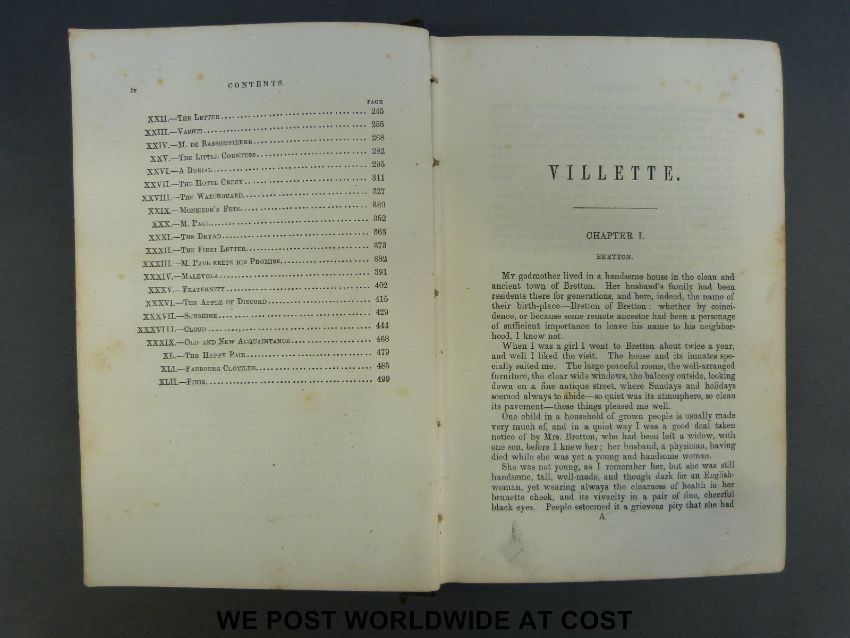 iv
CONTENTS.
PAGE
XXII.—The Letter 245
XXIII.—Vashti 255
XXIV.—M. de Bassompierre 268
XXV.—The Little Countess 282
XXVI.—A Burial 295
XXVII.—The Hotel Crecy 311
XXVIII.—The Watchguard 327
XXIX.—Monsieur's Fete 339
XXX.—M. Paul 352
XXXI.—The Dryad 363
XXXII.—The First Letter 373
XXXIII.—M. Paul keeps his Promise 382
XXXIV.—Malevola 391
XXXV.—Fraternity 402
XXXVI.—The Apple of Discord 415
XXXVII.—Sunshine 429
XXXVIII.—Cloud 444
XXXIX.—Old and New Acquaintance 468
XL.—The Happy Pair 479
XLI.—Faubourg Clotilde 485
XLII.—Finis 499
VILLETTE.
CHAPTER I.
BRETTON.
My godmother lived in a handsome house in the clean and
ancient town of Bretton. Her husband's family had been
residents there for generations, and bore, indeed, the name of
their birth-place—Bretton of Bretton: whether by coinci-
dence, or because some remote ancestor had been a personage
of sufficient importance to leave his name to his neighbor-
hood, I know not.
When I was a girl I went to Bretton about twice a year,
and well I liked the visit. The house and its inmates spe-
cially suited me. The large peaceful rooms, the well-arranged
furniture, the clear wide windows, the balcony outside, looking
down on a fine antique street, where Sundays and holidays
seemed always to abide—so quiet was its atmosphere, so clean
its pavement—these things pleased me well.
One child in a household of grown people is usually made
very much of, and in a quiet way I was a good deal taken
notice of by Mrs. Bretton, who had been left a widow, with
one son, before I knew her; her husband, a physician, having
died while she was yet a young and handsome woman.
She was not young, as I remember her, but she was still
handsome, tall, well-made, and though dark for an English-
woman, yet wearing always the clearness of health in her
brunette cheek, and its vivacity in a pair of fine, cheerful
black eyes. People esteemed it a grievous pity that she had
A
WE POST WORLDWIDE AT COST